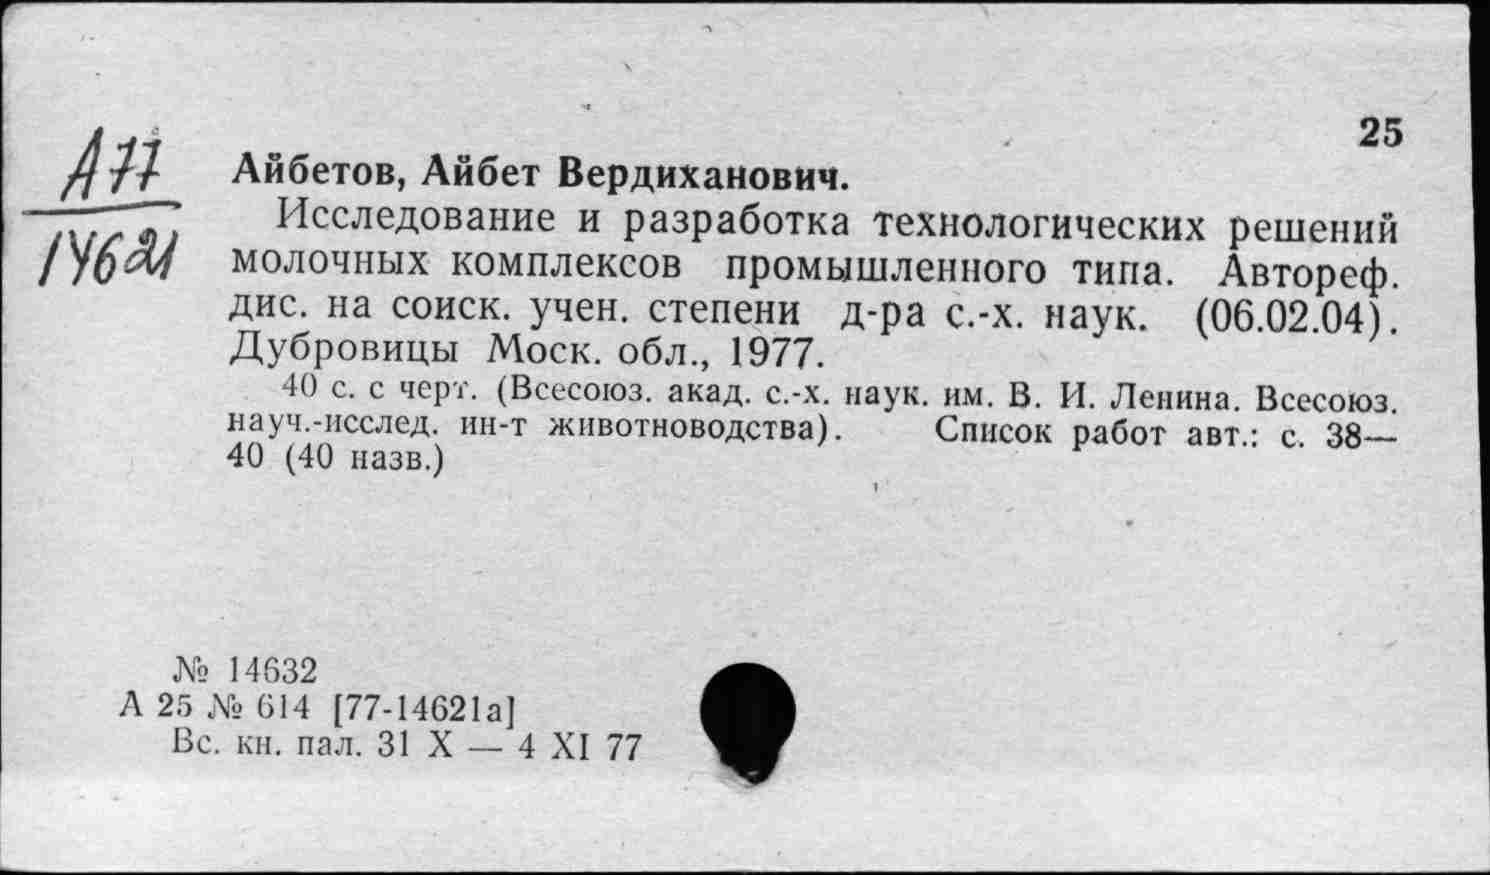 25
А77
14621
Айбетов, Айбет Вердиханович.
Исследование и разработка технологических решений
молочных комплексов промышленного типа. Автореф.
дис. на соиск. учен. степени д-ра с.-х. наук. (06.02.04).
Дубровицы Моск. обл., 1977.
40 с. с черт. (Всесоюз. акад. с.-х. наук. им. В. И. Ленина. Всесоюз.
науч.-исслед. ин-т животноводства). Список работ авт.: с. 38—
40 (40 назв.)
№ 14632
А 25 № 614 [77-14621а]
Вс. кн. пал. 31 X — 4 XI 77